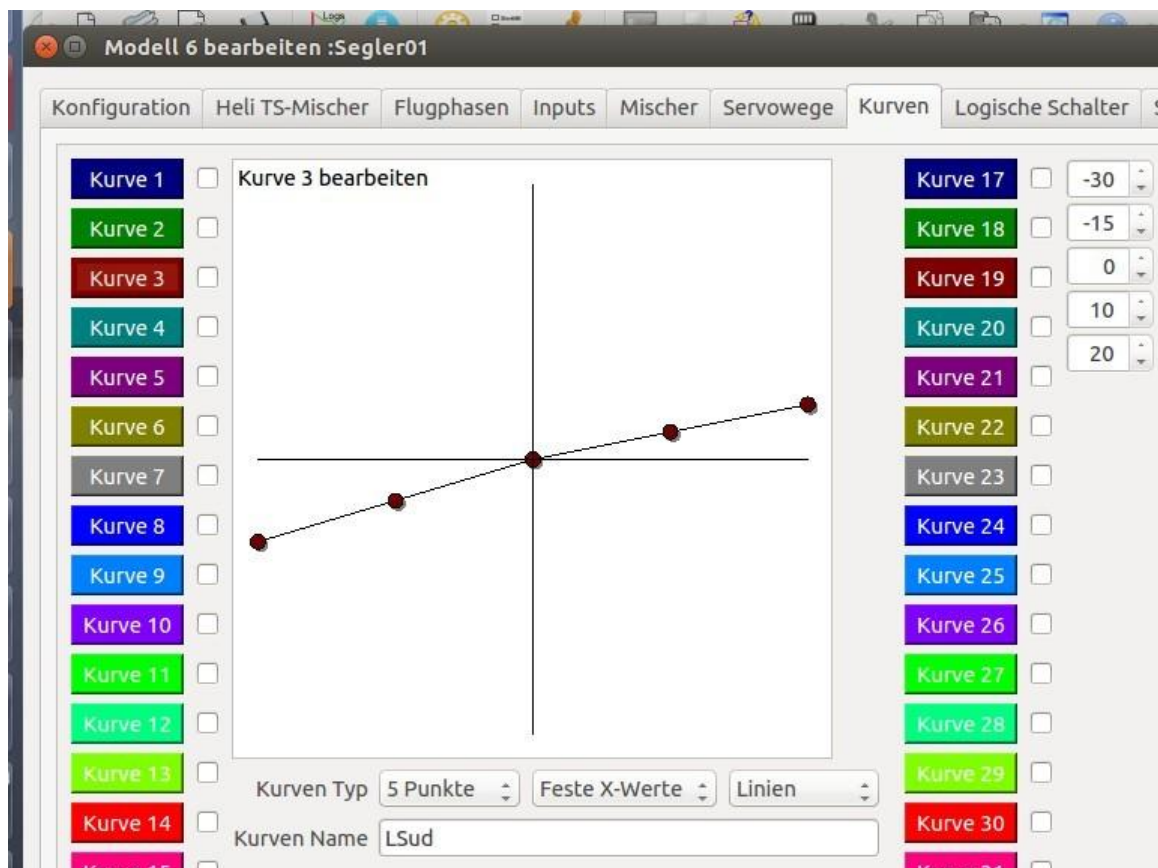 Modell 6 bearbeiten :Segler01
Konfiguration Heli TS-Mischer Flugphasen Inputs Mischer Servowege Kurven Logische Schalter
Kurve 3 bearbeiten
Kurve 1
Kurve 2
Kurve 3
Kurve 4
Kurve 5
Kurve 6
Kurve 7
Kurve 8
Kurve 9
Kurve 10
Kurve 11
Kurve 12
Kurve 13
Kurve 14
Kurve 17
Kurve 18
Kurve 19
Kurve 20
Kurve 21
Kurve 22
Kurve 23
Kurve 24
Kurve 25
Kurve 26
Kurve 27
Kurve 28
Kurve 29
Kurve 30
-30
-15
0
10
20
Kurven Typ 5 Punkte Feste X-Werte Linien
Kurven Name LSud